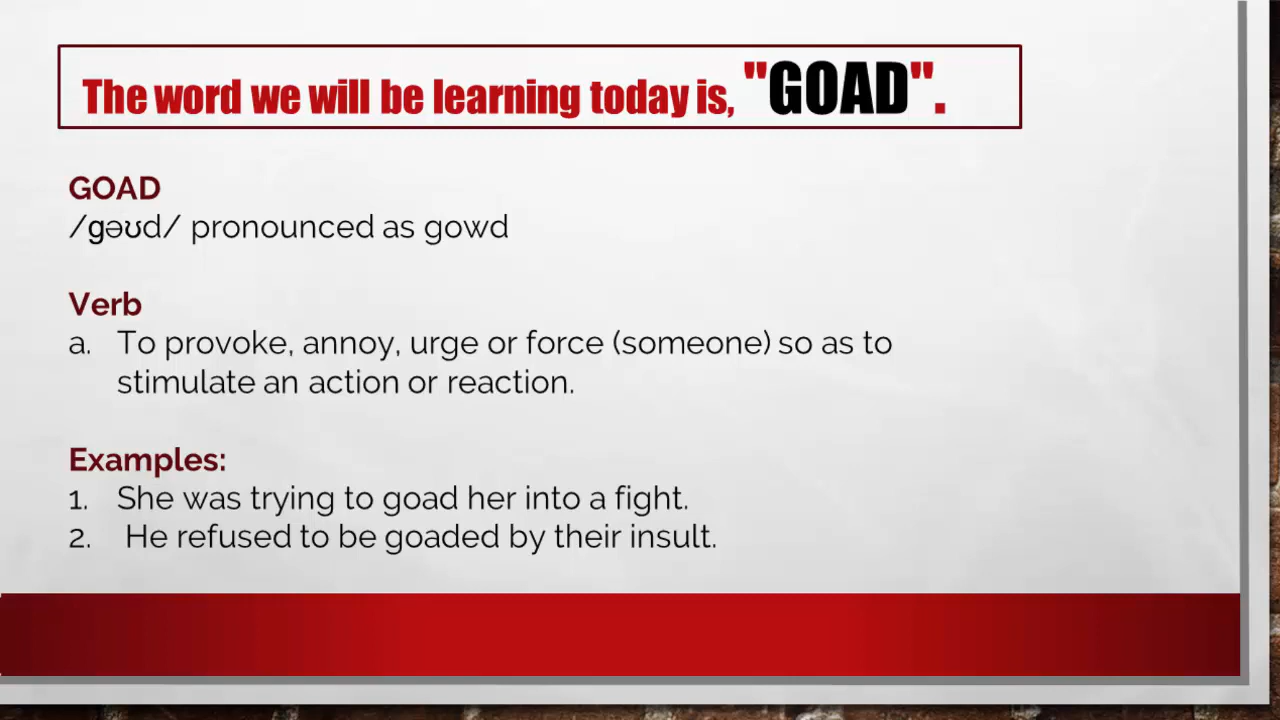 The word we will be learning today is, "GOAD".
GOAD
/gəʊd/ pronounced as gowd
Verb
a. To provoke, annoy, urge or force (someone) so as to
stimulate an action or reaction.
Examples:
1. She was trying to goad her into a fight.
2. He refused to be goaded by their insult.